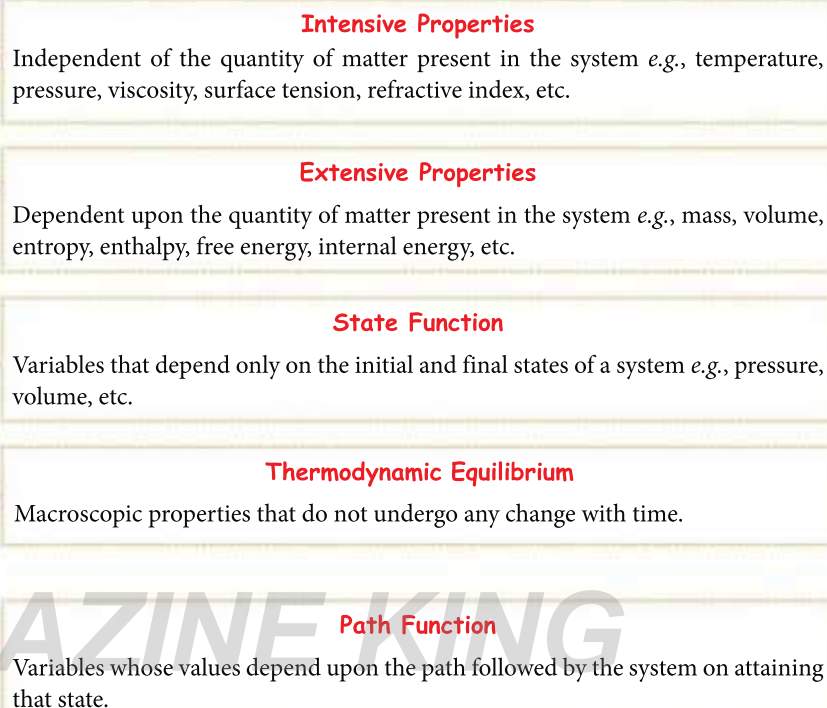 Intensive Properties
Independent of the quantity of matter present in the system e.g., temperature,
pressure, viscosity, surface tension, refractive index, etc.
Extensive Properties
Dependent upon the quantity of matter present in the system e.g., mass, volume,
entropy, enthalpy, free energy, internal energy, etc.
State Function
Variables that depend only on the initial and final states of a system e.g., pressure,
volume, etc.
Thermodynamic Equilibrium
Macroscopic properties that do not undergo any change with time.
AZINE KING
Path Function
Variables whose values depend upon the path followed by the system on attaining
that state.